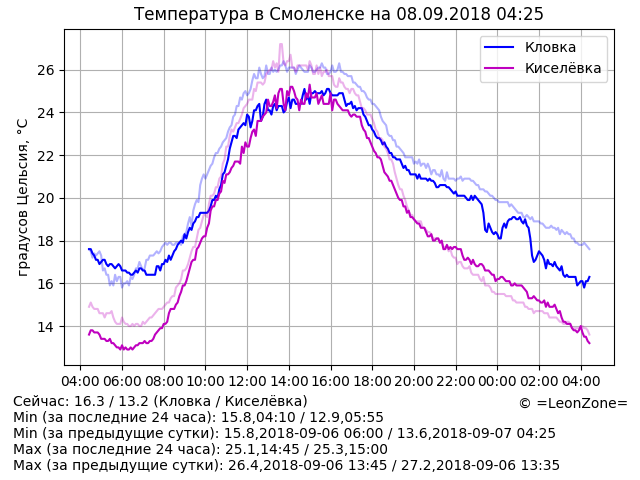 Температура в Смоленске на 08.09.2018 04:25
Кловка
Киселёвка
градусов Цельсия, °C
26
24
22
20
18
16
14
04:00 06:00 08:00 10:00 12:00 14:00 16:00 18:00 20:00 22:00 00:00 02:00 04:00
Сейчас: 16.3 / 13.2 (Кловка / Киселёвка)
© =LeonZone=
Min (за последние 24 часа): 15.8,04:10 / 12.9,05:55
Min (за предыдущие сутки): 15.8,2018-09-06 06:00 / 13.6,2018-09-07 04:25
Max (за последние 24 часа): 25.1,14:45 / 25.3,15:00
Max (за предыдущие сутки): 26.4,2018-09-06 13:45 / 27.2,2018-09-06 13:35